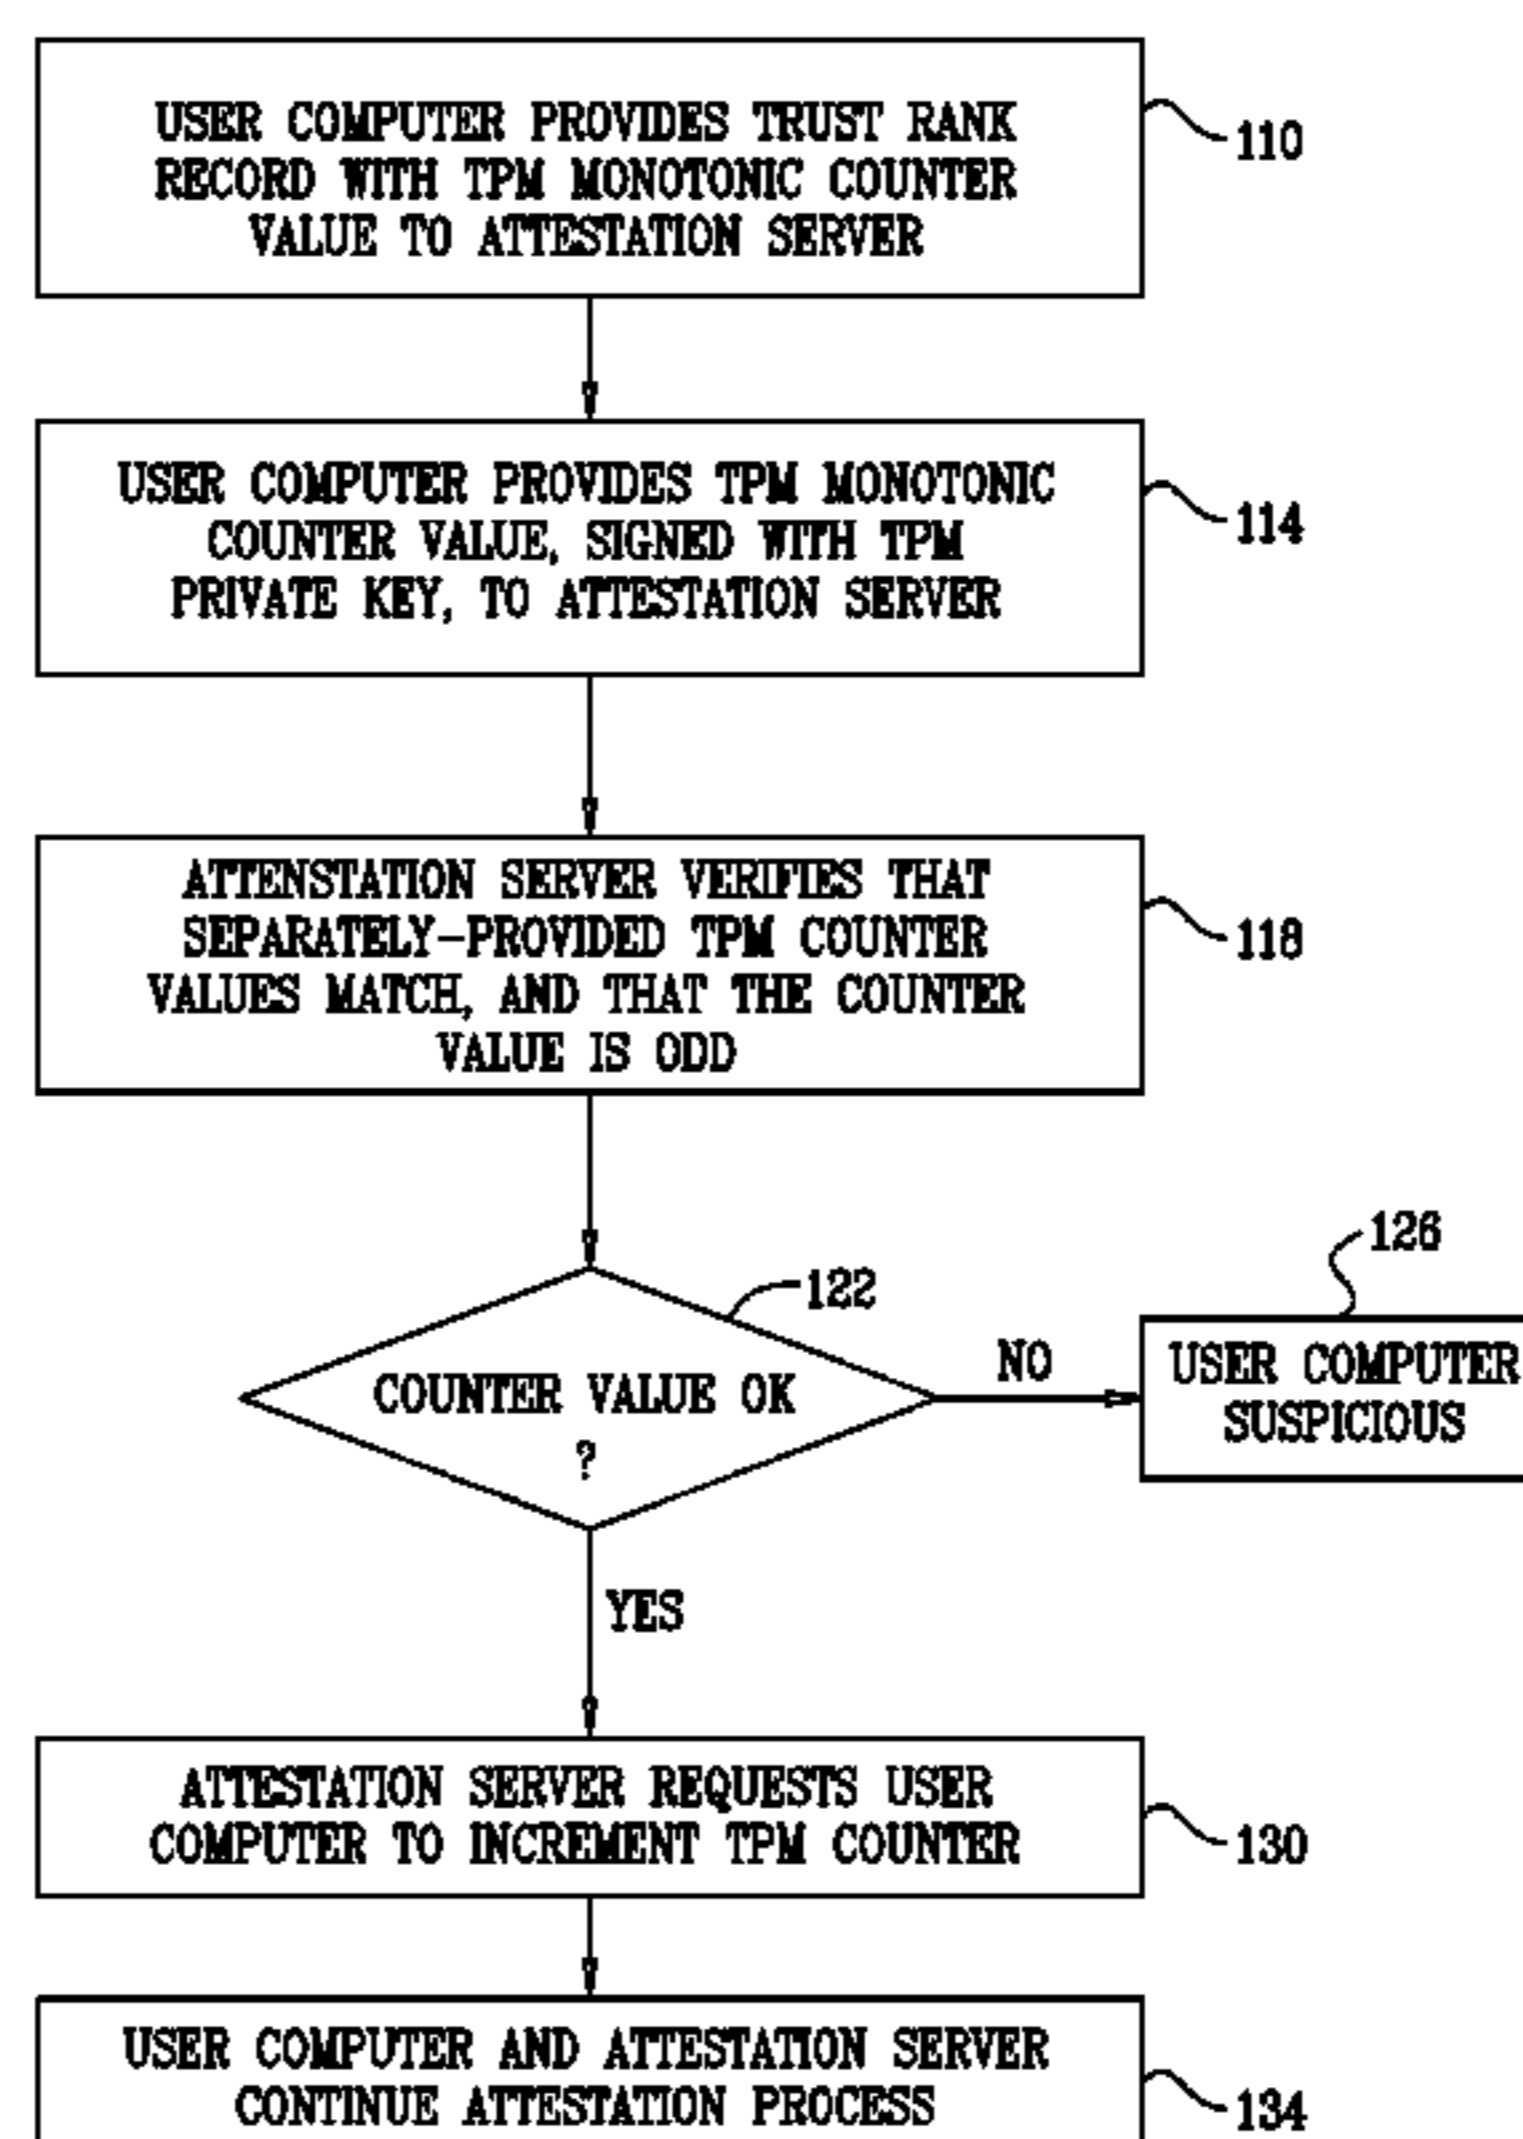 USER COMPUTER PROVIDES TRUST RANK
RECORD WITH TPM MONOTONIC COUNTER
VALUE TO ATTESTATION SERVER
110
USER COMPUTER PROVIDES TPM MONOTONIC
COUNTER VALUE, SIGNED WITH TPM
PRIVATE KEY, TO ATTESTATION SERVER
114
ATTENSTATION SERVER VERIFIES THAT
SEPARATELY-PROVIDED TPM COUNTER
VALUES MATCH, AND THAT THE COUNTER
VALUE IS ODD
118
122
COUNTER VALUE OK
?
NO
126
USER COMPUTER
SUSPICIOUS
YES
ATTESTATION SERVER REQUESTS USER
COMPUTER TO INCREMENT TPM COUNTER
130
USER COMPUTER AND ATTESTATION SERVER
CONTINUE ATTESTATION PROCESS
134